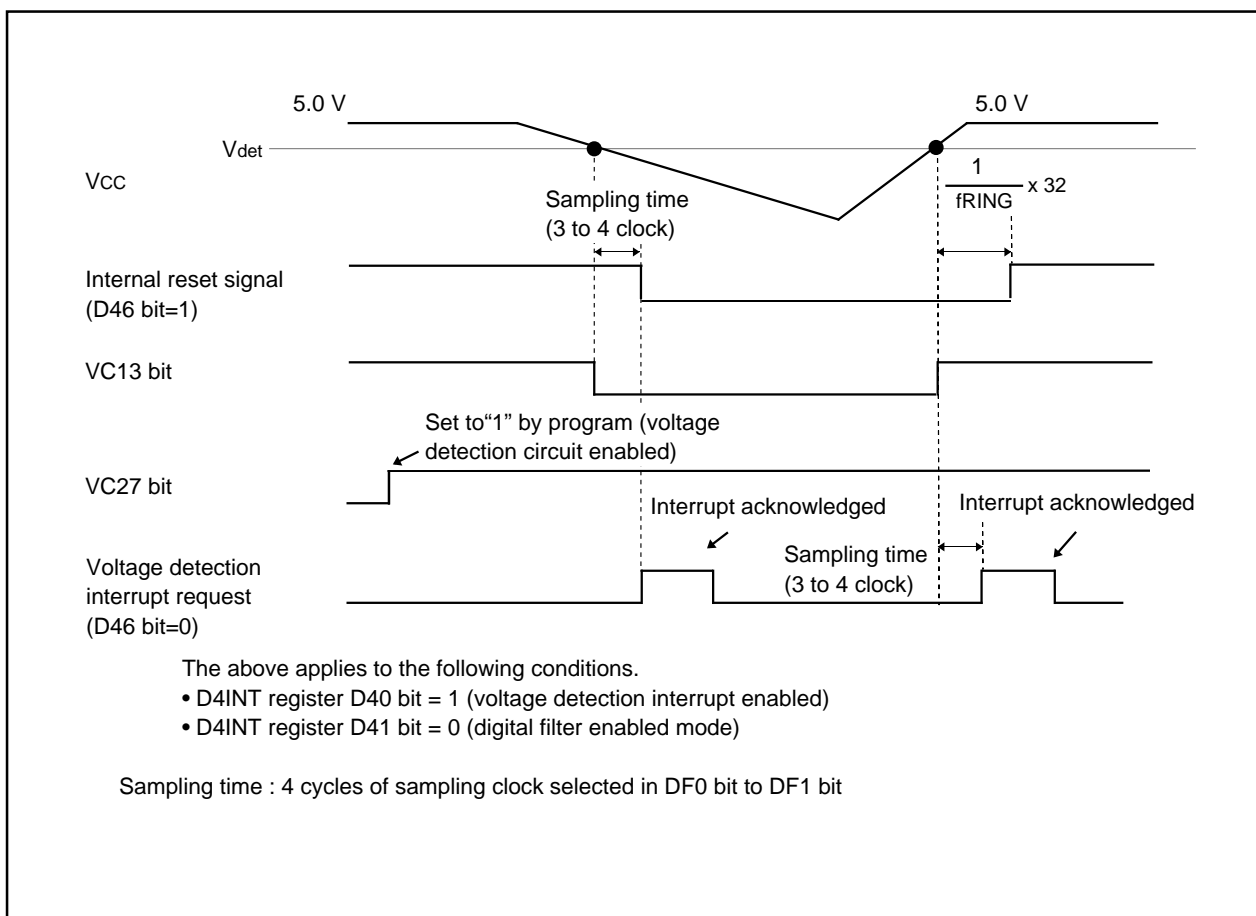 5.0 V
5.0 V
Vdet
VCC
1
fRING
x 32
Sampling time
(3 to 4 clock)
Internal reset signal
(D46 bit=1)
VC13 bit
Set to“1” by program (voltage
detection circuit enabled)
VC27 bit
Interrupt acknowledged
Interrupt acknowledged
Sampling time
(3 to 4 clock)
Voltage detection
interrupt request
(D46 bit=0)
The above applies to the following conditions.
• D4INT register D40 bit = 1 (voltage detection interrupt enabled)
• D4INT register D41 bit = 0 (digital filter enabled mode)
Sampling time : 4 cycles of sampling clock selected in DF0 bit to DF1 bit